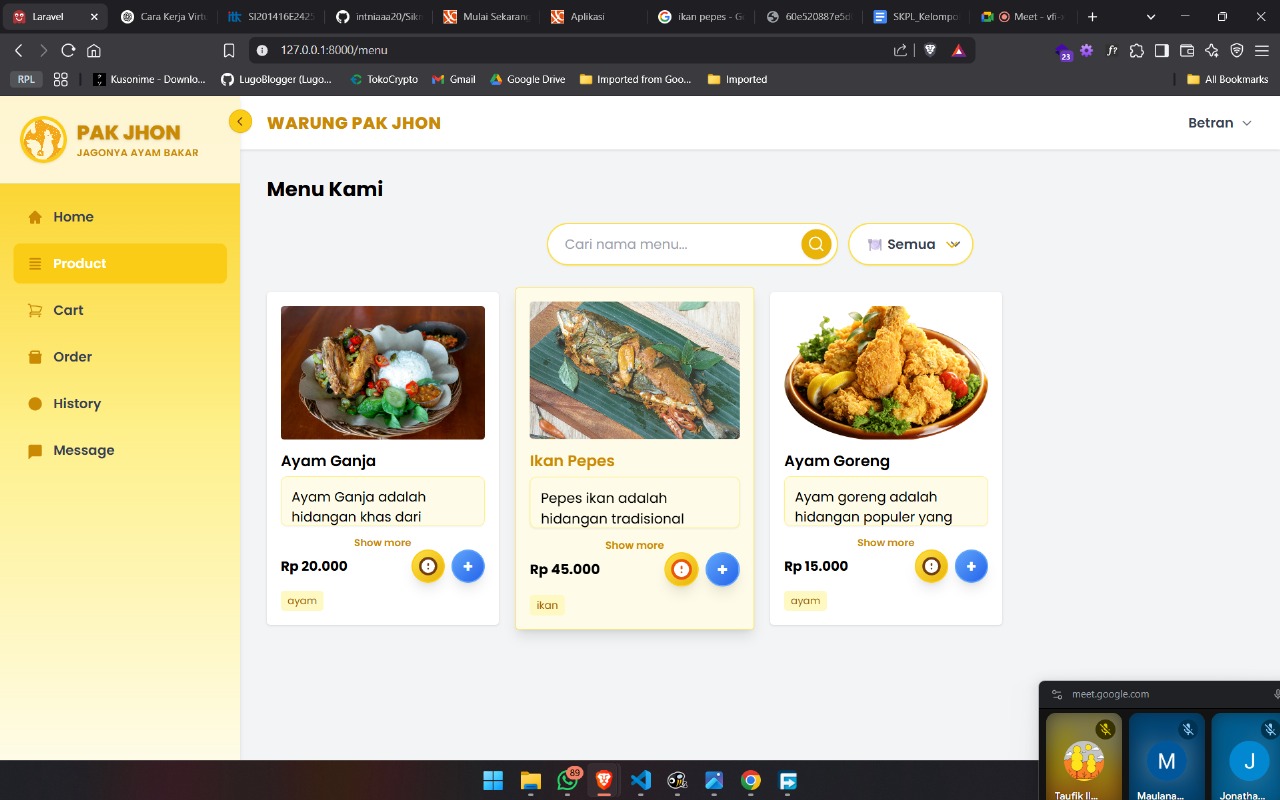 Laravel
Cara Kerja Virtu
SI201416E2425
intniaaa20/Sikn
Mulai Sekarang
Aplikasi
ikan pepes - G
60e520887e5d
SKPL_Kelompo
Meet - vfi-x
127.0.0.1:8000/menu
23
f?
RPL
Kusonime - Downlo...
LugoBlogger (Lugo...
TokoCrypto
Gmail
Google Drive
Imported from Goo...
Imported
All Bookmarks
PAK JHON
JAGONYA AYAM BAKAR
WARUNG PAK JHON
Betran
Home
Product
Cart
Order
History
Message
Menu Kami
Cari nama menu...
Semua
Ayam Ganja
Ayam Ganja adalah
hidangan khas dari
Show more
Rp 20.000
ayam
Ikan Pepes
Pepes ikan adalah
hidangan tradisional
Show more
Rp 45.000
ikan
Ayam Goreng
Ayam goreng adalah
hidangan populer yang
Show more
Rp 15.000
ayam
meet.google.com
Taufik Il...
M
Maulana...
J
Jonatha...
89